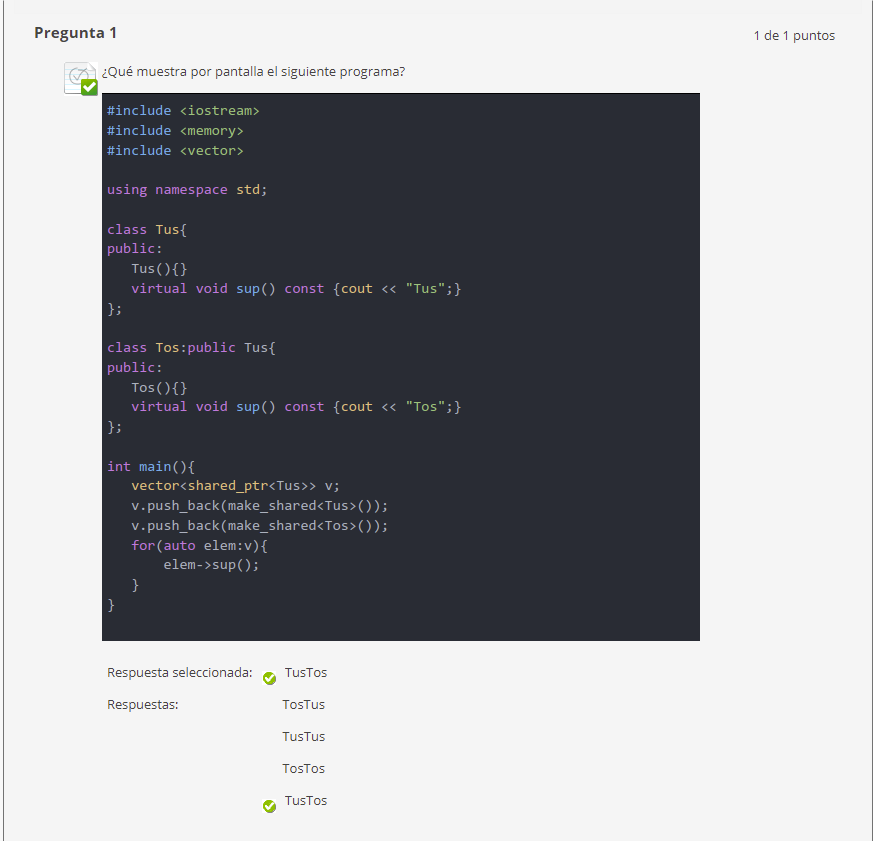 Pregunta 1
1 de 1 puntos
¿Qué muestra por pantalla el siguiente programa?
#include <iostream>
#include <memory>
#include <vector>
using namespace std;
class Tus{
public:
Tus(){}
virtual void sup() const {cout << "Tus";}
};
class Tos:public Tus{
public:
Tos(){}
virtual void sup() const {cout << "Tos";}
};
int main(){
vector<shared_ptr<Tus>> v;
v.push_back(make_shared<Tus>());
v.push_back(make_shared<Tos>());
for(auto elem:v){
elem->sup();
}
}
Respuesta seleccionada: TusTos
Respuestas: TosTus
TusTus
TosTos
TusTos